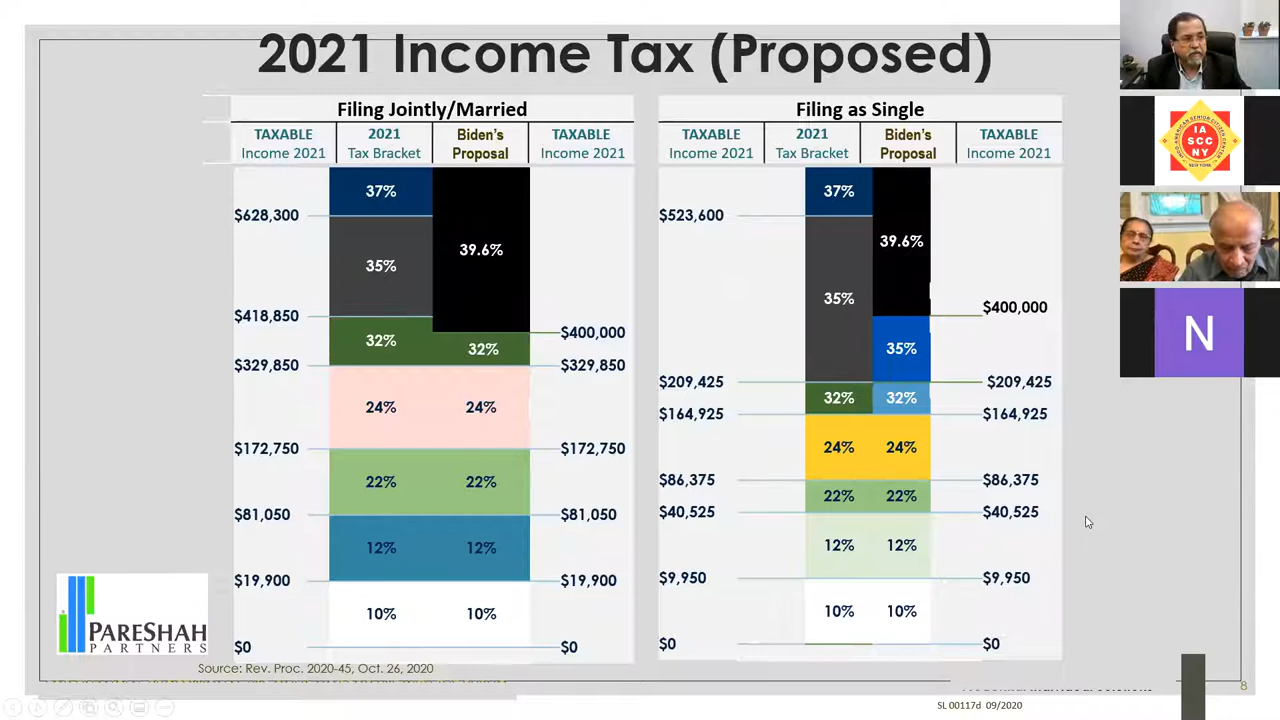 2021 Income Tax (Proposed)
Filing Jointly/Married
TAXABLE
Income 2021
2021
Tax Bracket
Biden's
Proposal
TAXABLE
Income 2021
37%
$628,300
39.6%
35%
$418,850
$400,000
32%
32%
$329,850
$329,850
24%
24%
$172,750
$172,750
22%
22%
$81,050
$81,050
12%
12%
$19,900
$19,900
10%
10%
$0
$0
Filing as Single
TAXABLE
Income 2021
2021
Tax Bracket
Biden's
Proposal
TAXABLE
Income 2021
37%
$523,600
39.6%
35%
$400,000
35%
$209,425
$209,425
32%
32%
$164,925
$164,925
24%
24%
$86,375
$86,375
22%
22%
$40,525
$40,525
12%
12%
$9,950
$9,950
10%
10%
$0
$0
PARESHAH
PARTNERS
Source: Rev. Proc. 2020-45, Oct. 26, 2020
8
SL 00117d 09/2020
IA
SCC
NY
NEW YORK
N